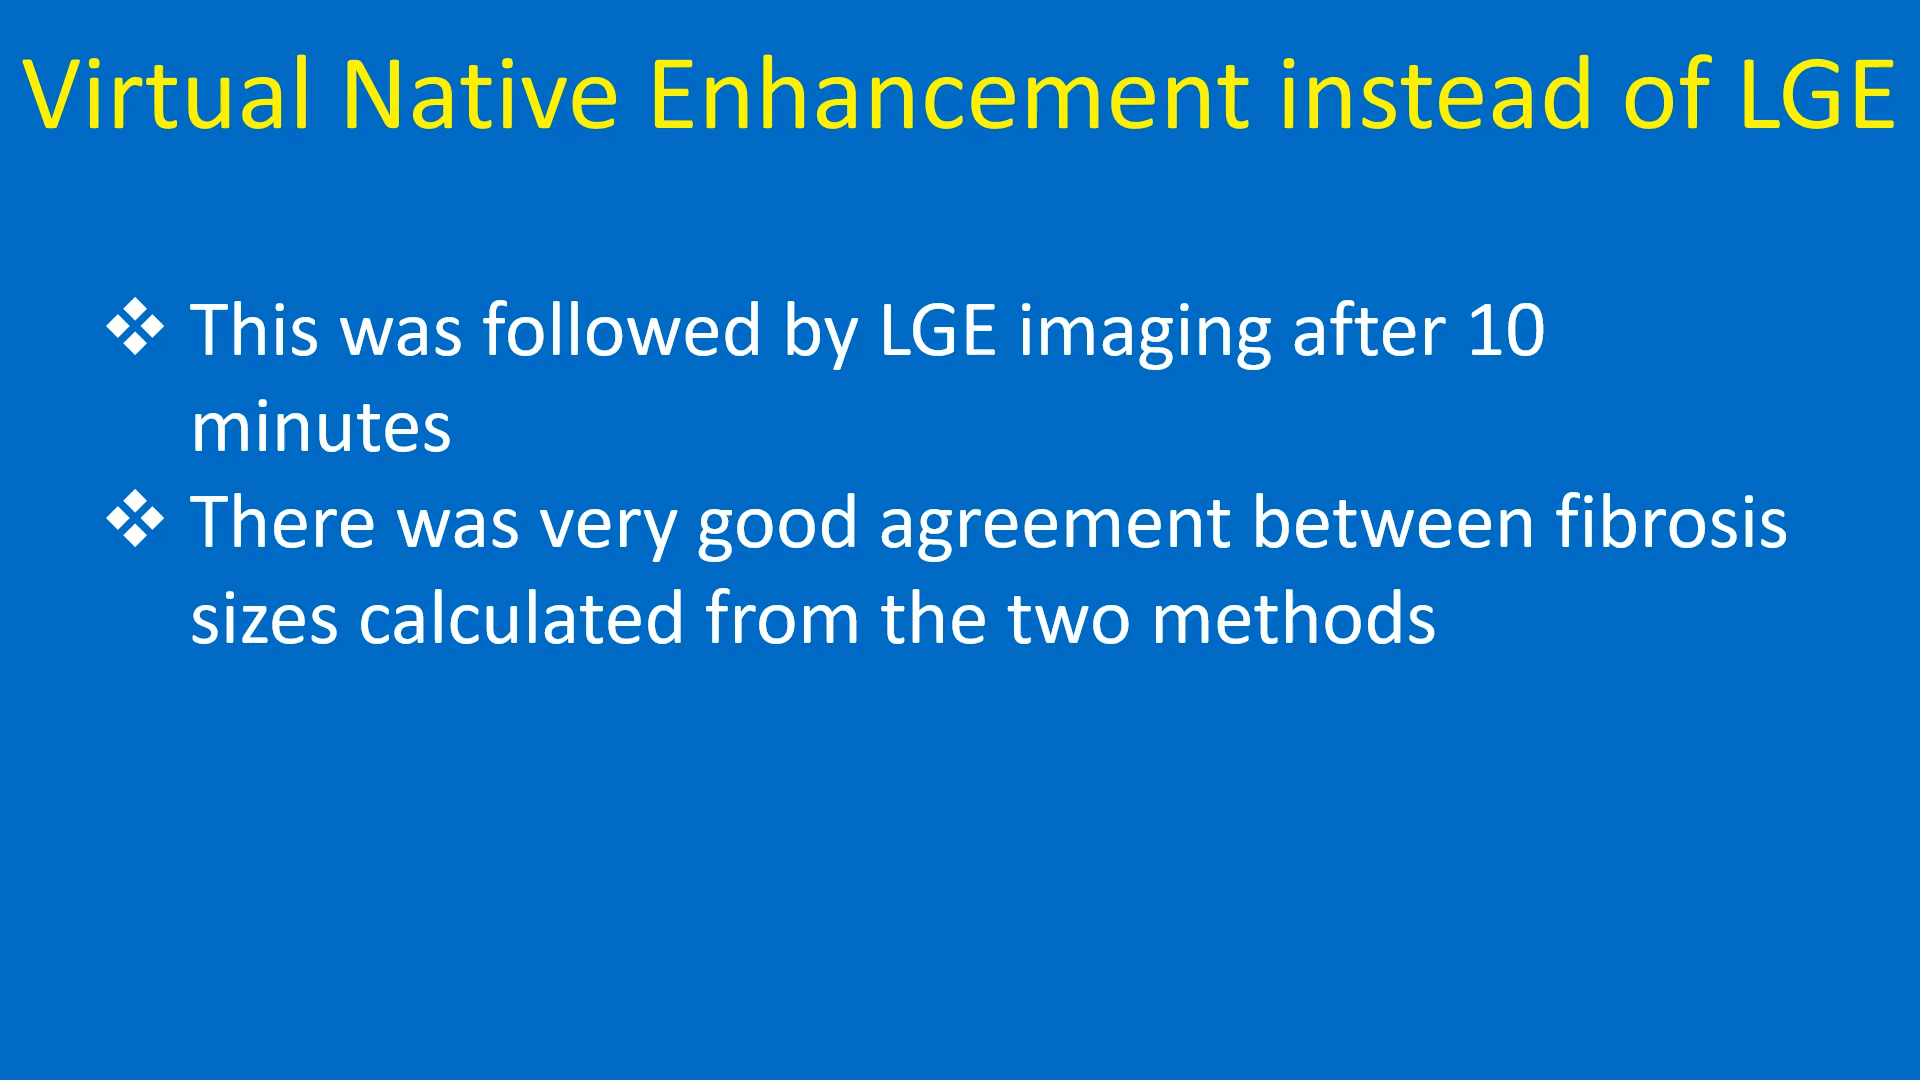 Virtual Native Enhancement instead of LGE
❖ This was followed by LGE imaging after 10
minutes
❖ There was very good agreement between fibrosis
sizes calculated from the two methods